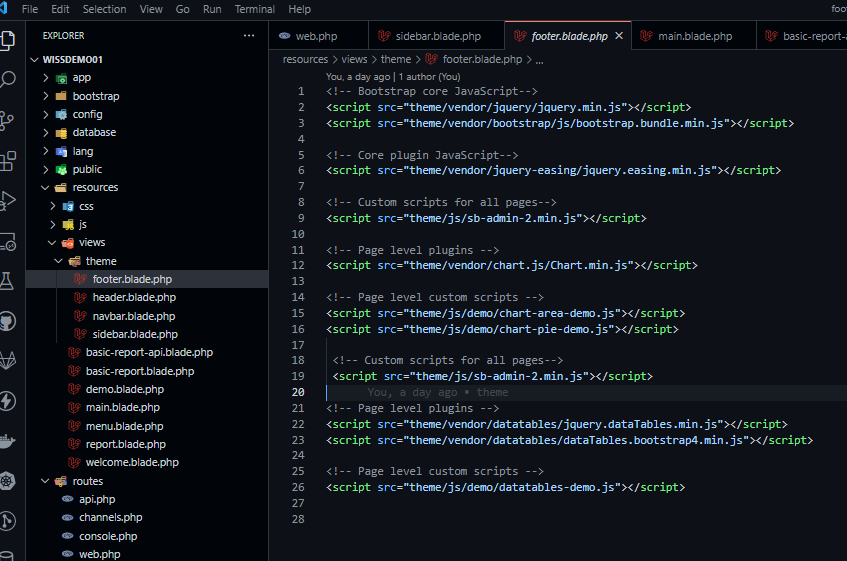 File Edit Selection View Go Run Terminal Help
foo
EXPLORER ...
WISSDEMO01
app
bootstrap
config
database
lang
public
resources
css
js
views
theme
footer.blade.php
header.blade.php
navbar.blade.php
sidebar.blade.php
basic-report-api.blade.php
basic-report.blade.php
demo.blade.php
main.blade.php
menu.blade.php
report.blade.php
welcome.blade.php
routes
api.php
channels.php
console.php
web.php
web.php sidebar.blade.php footer.blade.php main.blade.php basic-report-a
resources > views > theme > footer.blade.php > ...
You, a day ago | 1 author (You)
1 <!-- Bootstrap core JavaScript-->
2 <script src="theme/vendor/jquery/jquery.min.js"></script>
3 <script src="theme/vendor/bootstrap/js/bootstrap.bundle.min.js"></script>
4
5 <!-- Core plugin JavaScript-->
6 <script src="theme/vendor/jquery-easing/jquery.easing.min.js"></script>
7
8 <!-- Custom scripts for all pages-->
9 <script src="theme/js/sb-admin-2.min.js"></script>
10
11 <!-- Page level plugins -->
12 <script src="theme/vendor/chart.js/Chart.min.js"></script>
13
14 <!-- Page level custom scripts -->
15 <script src="theme/js/demo/chart-area-demo.js"></script>
16 <script src="theme/js/demo/chart-pie-demo.js"></script>
17
18 <!-- Custom scripts for all pages-->
19 <script src="theme/js/sb-admin-2.min.js"></script>
20 You, a day ago • theme
21 <!-- Page level plugins -->
22 <script src="theme/vendor/datatables/jquery.dataTables.min.js"></script>
23 <script src="theme/vendor/datatables/dataTables.bootstrap4.min.js"></script>
24
25 <!-- Page level custom scripts -->
26 <script src="theme/js/demo/datatables-demo.js"></script>
27
28